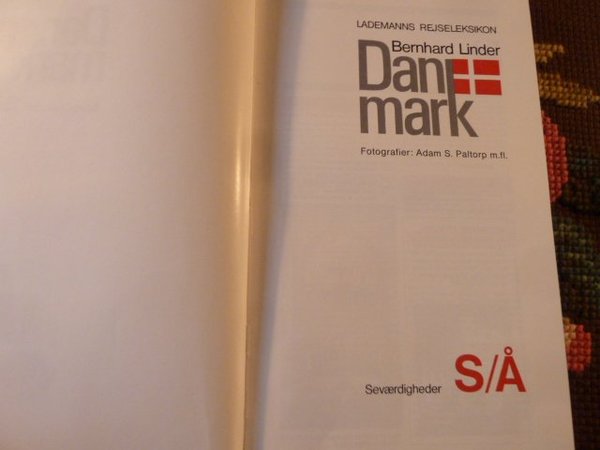 LADEMANNS REJSELEKSIKON
Bernhard Linder
Dan
mark
Fotografier: Adam S. Paltorp m.fl.
Seværdigheder S/Å